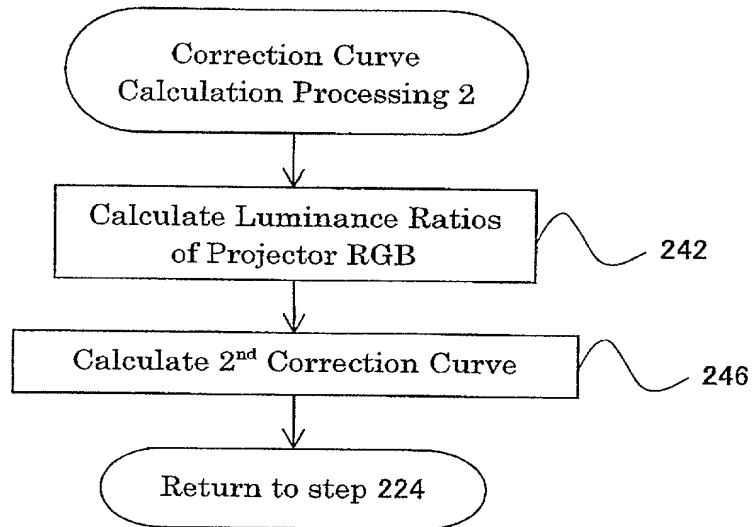 Correction Curve
Calculation Processing 2
Calculate Luminance Ratios
of Projector RGB
242
Calculate 2nd Correction Curve
246
Return to step 224